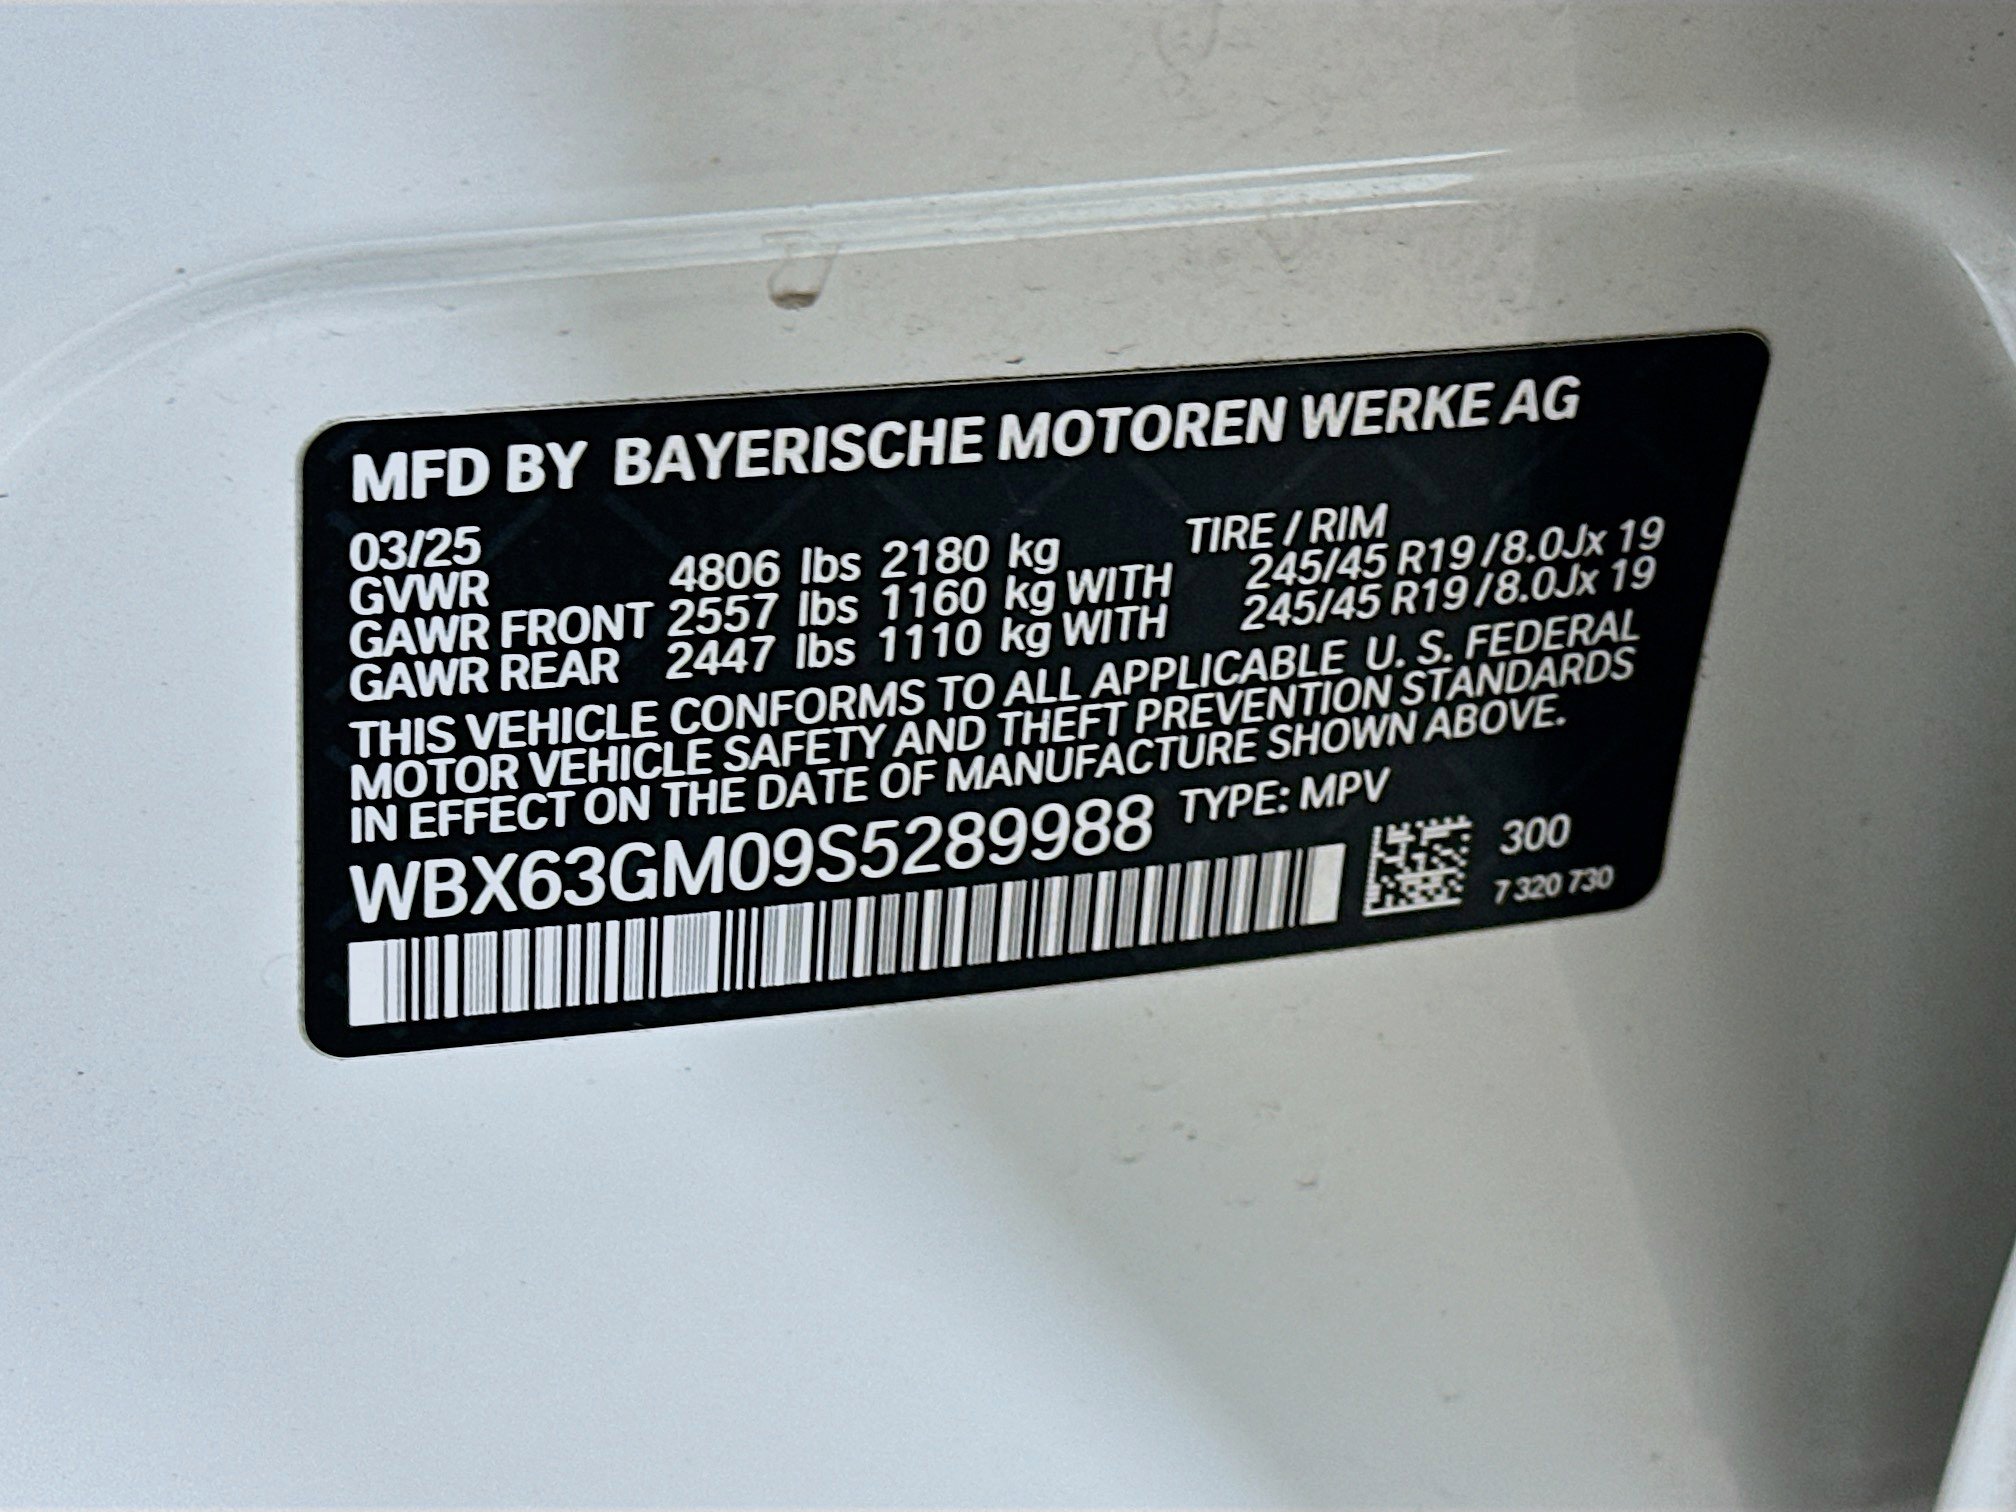 MFD BY BAYERISCHE MOTOREN WERKE AG
03/25 TIRE / RIM
GVWR 4806 lbs 2180 kg
GAWR FRONT 2557 lbs 1160 kg WITH 245/45 R19 /8.0Jx 19
GAWR REAR 2447 lbs 1110 kg WITH 245/45 R19 /8.0Jx 19
THIS VEHICLE CONFORMS TO ALL APPLICABLE U. S. FEDERAL
MOTOR VEHICLE SAFETY AND THEFT PREVENTION STANDARDS
IN EFFECT ON THE DATE OF MANUFACTURE SHOWN ABOVE.
WBX63GM09S5289988 TYPE: MPV
300
7 320 730